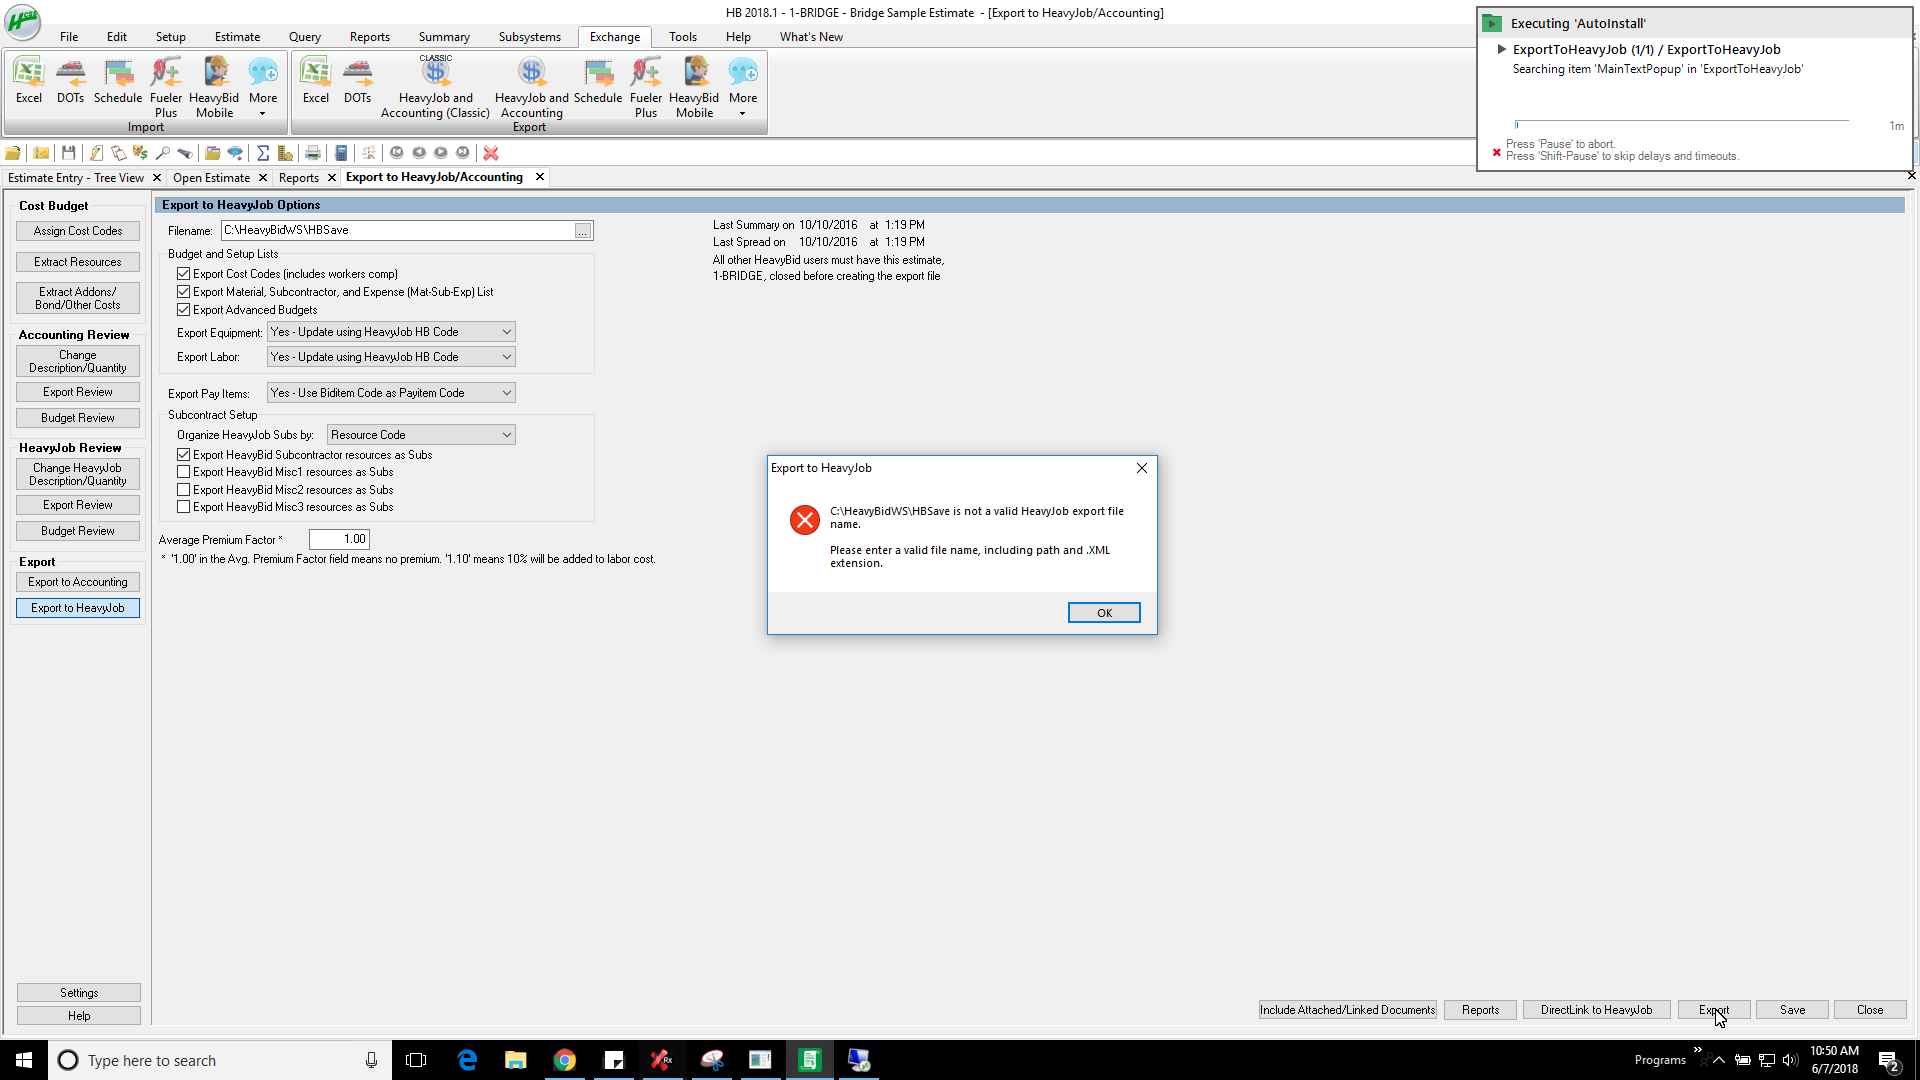 HCSS
HB 2018.1 - 1-BRIDGE - Bridge Sample Estimate - [Export to HeavyJob/Accounting]
File Edit Setup Estimate Query Reports Summary Subsystems Exchange Tools Help What's New
CLASSIC
Excel DOTs Schedule Fueler Plus HeavyBid Mobile More
Import
Excel DOTs HeavyJob and Accounting (Classic) HeavyJob and Accounting Schedule Fueler Plus HeavyBid Mobile More
Export
Executing 'AutoInstall'
ExportToHeavyJob (1/1) / ExportToHeavyJob
Searching item 'MainTextPopup' in 'ExportToHeavyJob'
1m
Press 'Pause' to abort.
Press 'Shift-Pause' to skip delays and timeouts.
Estimate Entry - Tree View Open Estimate Reports Export to HeavyJob/Accounting
Cost Budget
Assign Cost Codes
Extract Resources
Extract Addons/
Bond/Other Costs
Accounting Review
Change
Description/Quantity
Export Review
Budget Review
HeavyJob Review
Change HeavyJob
Description/Quantity
Export Review
Budget Review
Export
Export to Accounting
Export to HeavyJob
Settings
Help
Export to HeavyJob Options
Filename: C:\HeavyBidWS\HBSave ...
Budget and Setup Lists
Export Cost Codes (includes workers comp)
Export Material, Subcontractor, and Expense (Mat-Sub-Exp) List
Export Advanced Budgets
Export Equipment: Yes - Update using HeavyJob HB Code
Export Labor: Yes - Update using HeavyJob HB Code
Export Pay Items: Yes - Use Biditem Code as Payitem Code
Subcontract Setup
Organize HeavyJob Subs by: Resource Code
Export HeavyBid Subcontractor resources as Subs
Export HeavyBid Misc1 resources as Subs
Export HeavyBid Misc2 resources as Subs
Export HeavyBid Misc3 resources as Subs
Average Premium Factor * 1.00
* '1.00' in the Avg. Premium Factor field means no premium. '1.10' means 10% will be added to labor cost.
Last Summary on 10/10/2016 at 1:19 PM
Last Spread on 10/10/2016 at 1:19 PM
All other HeavyBid users must have this estimate,
1-BRIDGE, closed before creating the export file
Export to HeavyJob
C:\HeavyBidWS\HBSave is not a valid HeavyJob export file
name.
Please enter a valid file name, including path and .XML
extension.
OK
Include Attached/Linked Documents Reports DirectLink to HeavyJob Export Save Close
Type here to search
Rx
Programs
10:50 AM
6/7/2018
2